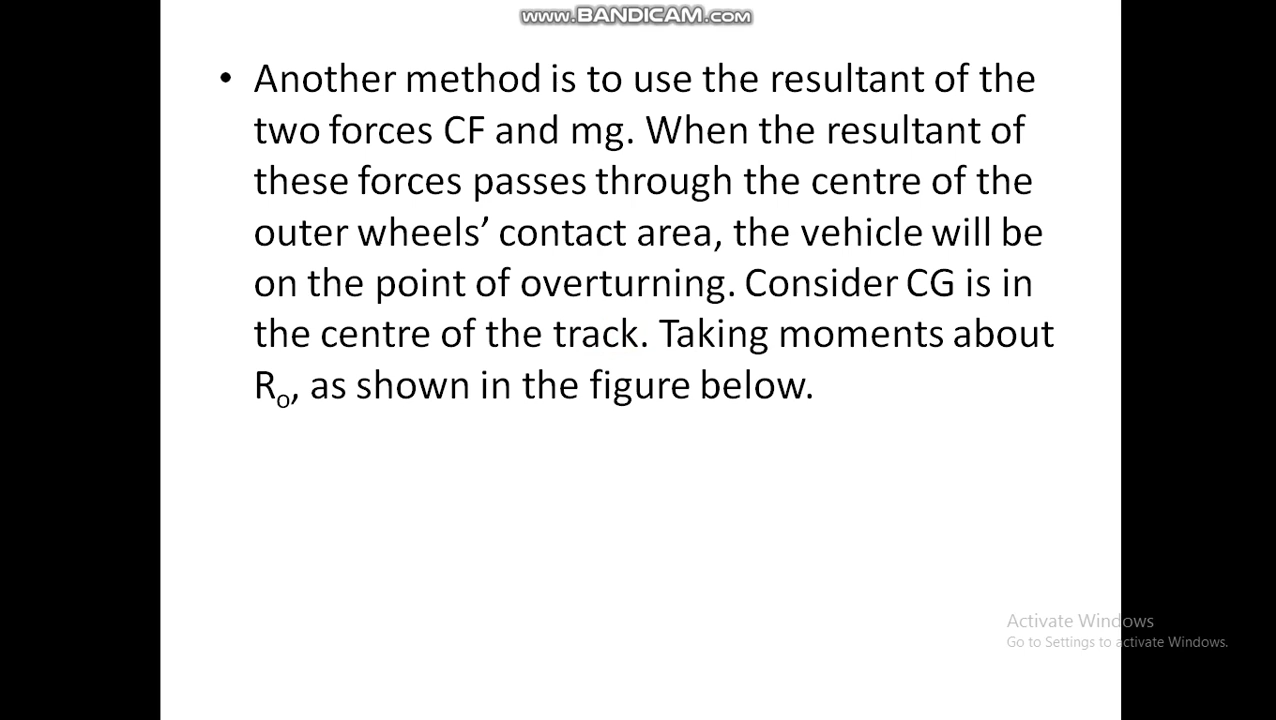 www.BANDICAM.com
• Another method is to use the resultant of the
two forces CF and mg. When the resultant of
these forces passes through the centre of the
outer wheels’ contact area, the vehicle will be
on the point of overturning. Consider CG is in
the centre of the track. Taking moments about
Ro, as shown in the figure below.
Activate Windows
Go to Settings to activate Windows.